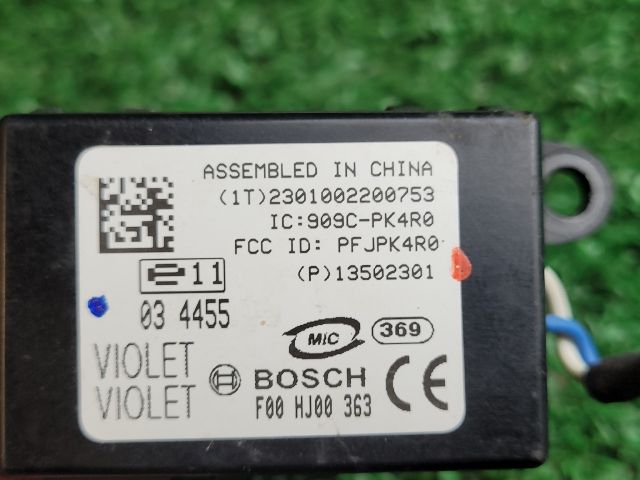 ASSEMBLED IN CHINA
(1T)2301002200753
IC:909C-PK4R0
FCC ID: PFJPK4R0
(P)13502301
e11
03 4455
MIC
369
VIOLET
VIOLET
BOSCH
F00 HJ00 363
CE